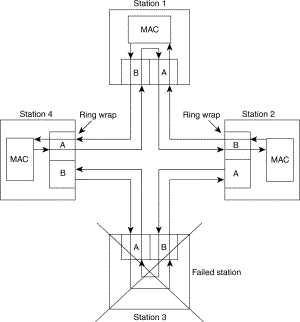 Station 1
MAC
B A
Station 4
Ring wrap
Ring wrap
Station 2
A
B
MAC
MAC
B
A
A B
Failed station
Station 3